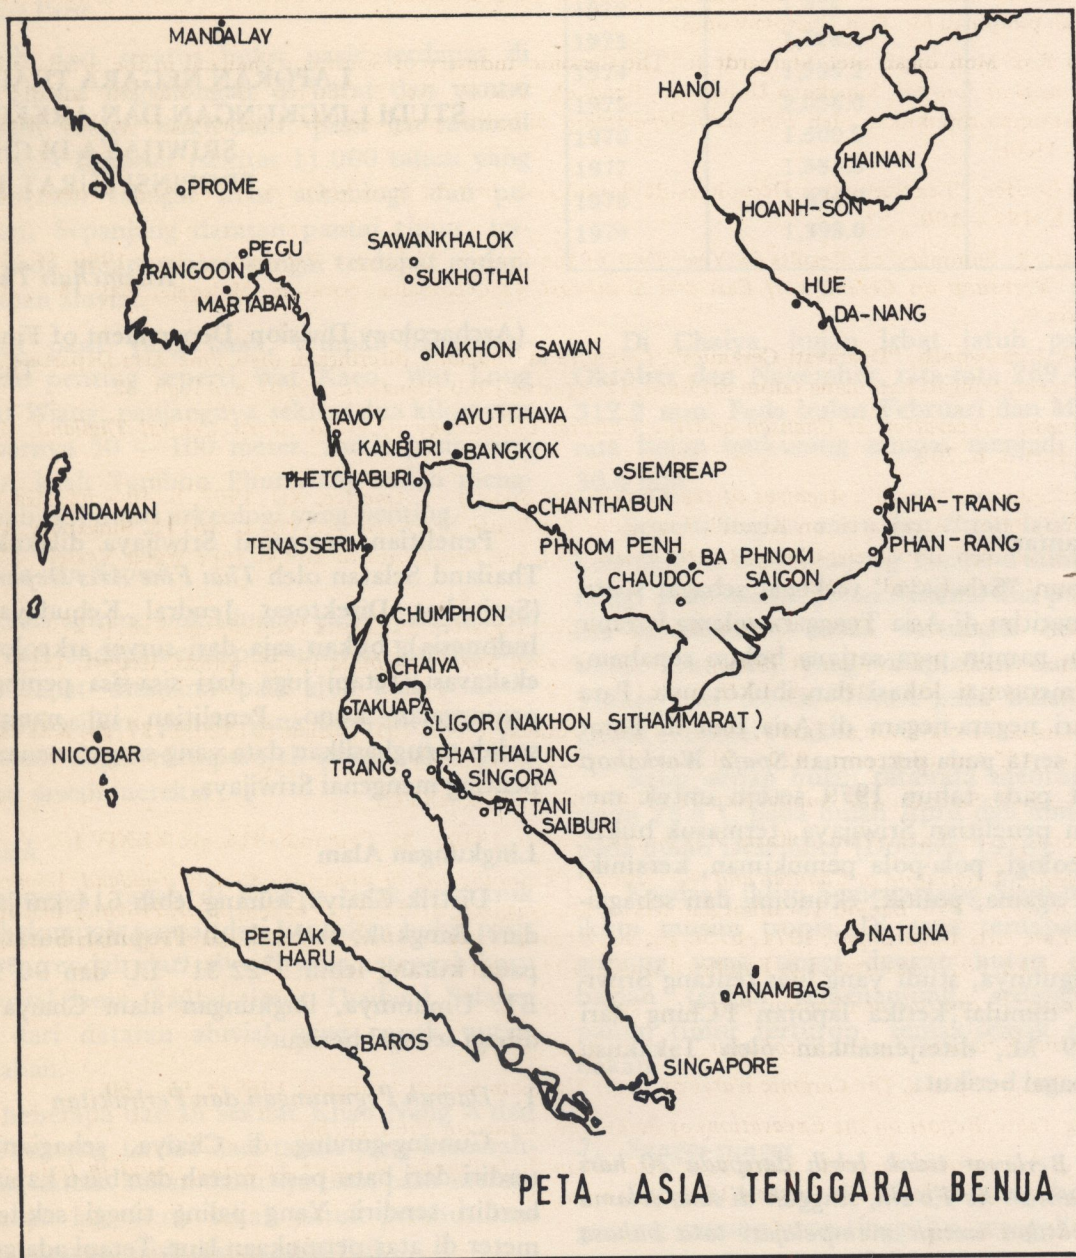 MANDALAY
HANOI
HAINAN
PROME
HOANH-SON
SAWANKHALOK
PEGU
RANGOON
SUKHOTHAI
MARTABAN
HUE
DA-NANG
NAKHON SAWAN
TAVOY
AYUTTHAYA
KANBURI
BANGKOK
PHETCHABURI
SIEMREAP
ANDAMAN
CHANTHABUN
NHA-TRANG
TENASSERIM
PHNOM PENH
BA PHNOM
PHAN-RANG
CHAUDOC
SAIGON
CHUMPHON
CHAIYA
TAKUAPA
LIGOR (NAKHON SITHAMMARAT)
NICOBAR
PHATTHALUNG
TRANG
SINGORA
PATTANI
SAIBURI
PERLAK
HARU
NATUNA
ANAMBAS
BAROS
SINGAPORE
PETA ASIA TENGGARA BENUA